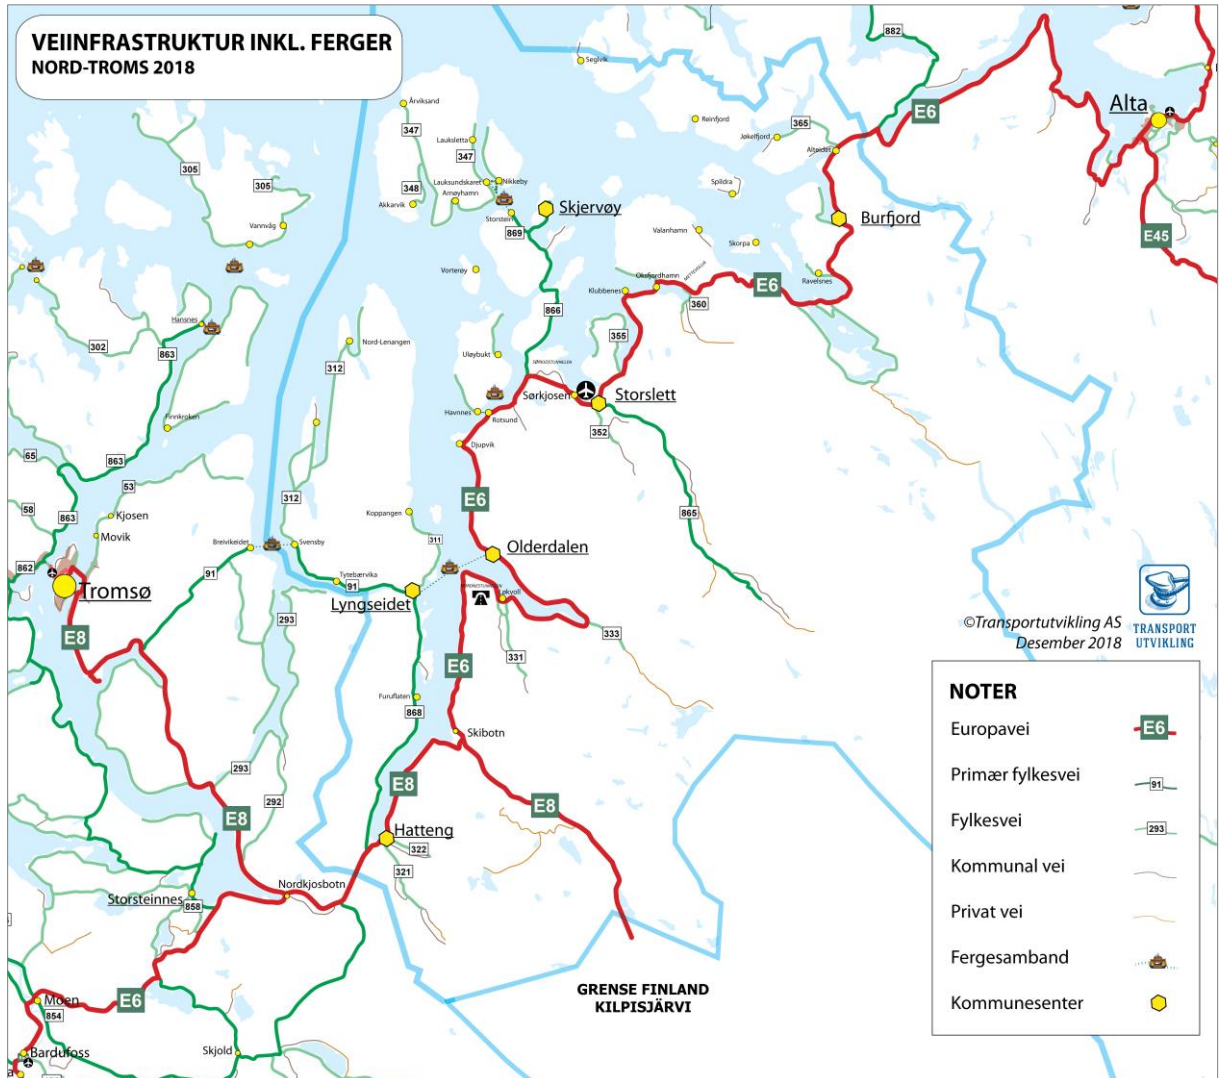 VEIINFRASTRUKTUR INKL. FERGER
NORD-TROMS 2018
882
Seglvik
E6
Alta
Årviksand
347
Lauksletta
347
Reinfjord
365
Jøkelfjord
Alteidet
305
305
348
Lauksundskaret
Nikkeby
Arnøyhamn
Akkarvik
Storstein
869
Skjervøy
Spildra
Burfjord
E45
Vannvåg
Valanhamn
Skorpa
Vorterøy
Oksfjordhamn
E6
Ravelsnes
Klubbenes
360
866
355
Hansnes
863
302
Nord-Lenangen
312
Uløybukt
Sørkjosen
Storslett
Havnnes
Rotsund
352
Finnkroken
Djupvik
65
863
53
312
E6
58
863
Kjosen
Koppangen
865
Movik
311
Breivikeidet
Svensby
Olderdalen
862
91
Tytebærvika
91
Tromsø
Lyngseidet
Løkvoll
293
333
E8
331
E6
©Transportutvikling AS
Desember 2018
TRANSPORT
UTVIKLING
Furuflaten
868
Skibotn
293
292
E8
E8
E8
Hatteng
322
321
Nordkjosbotn
Storsteinnes
858
E6
Moen
854
Skjold
Bardufoss
GRENSE FINLAND
KILPISJÄRVI
NOTER
Europavei
E6
Primær fylkesvei
91
Fylkesvei
293
Kommunal vei
Privat vei
Fergesamband
Kommunesenter